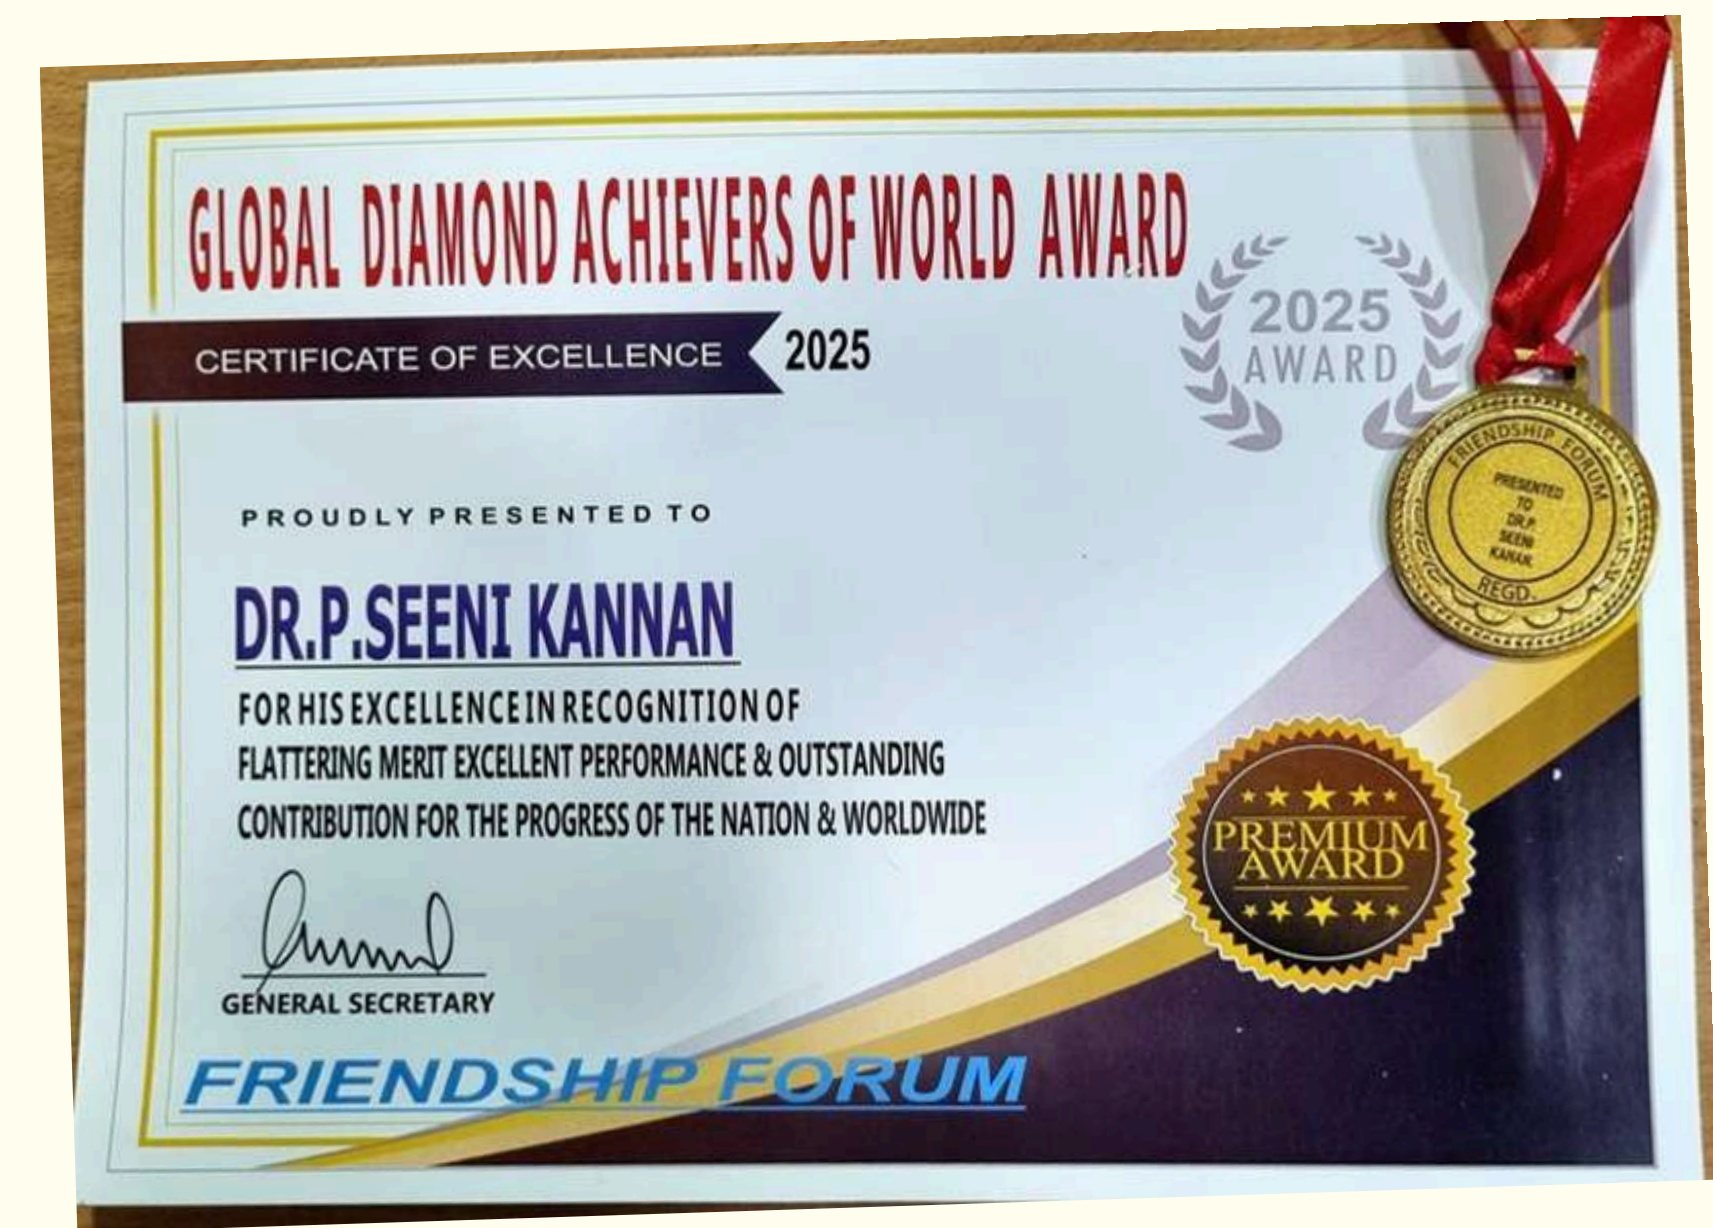 GLOBAL DIAMOND ACHIEVERS OF WORLD AWARD
CERTIFICATE OF EXCELLENCE 2025
2025
AWARD
PROUDLY PRESENTED TO
DR.P.SEENI KANNAN
FOR HIS EXCELLENCE IN RECOGNITION OF
FLATTERING MERIT EXCELLENT PERFORMANCE & OUTSTANDING
CONTRIBUTION FOR THE PROGRESS OF THE NATION & WORLDWIDE
GENERAL SECRETARY
FRIENDSHIP FORUM
FRIENDSHIP FORUM
PRESENTED
TO
DR.P.
SEENI
KANAN.
REGD.
PREMIUM
AWARD